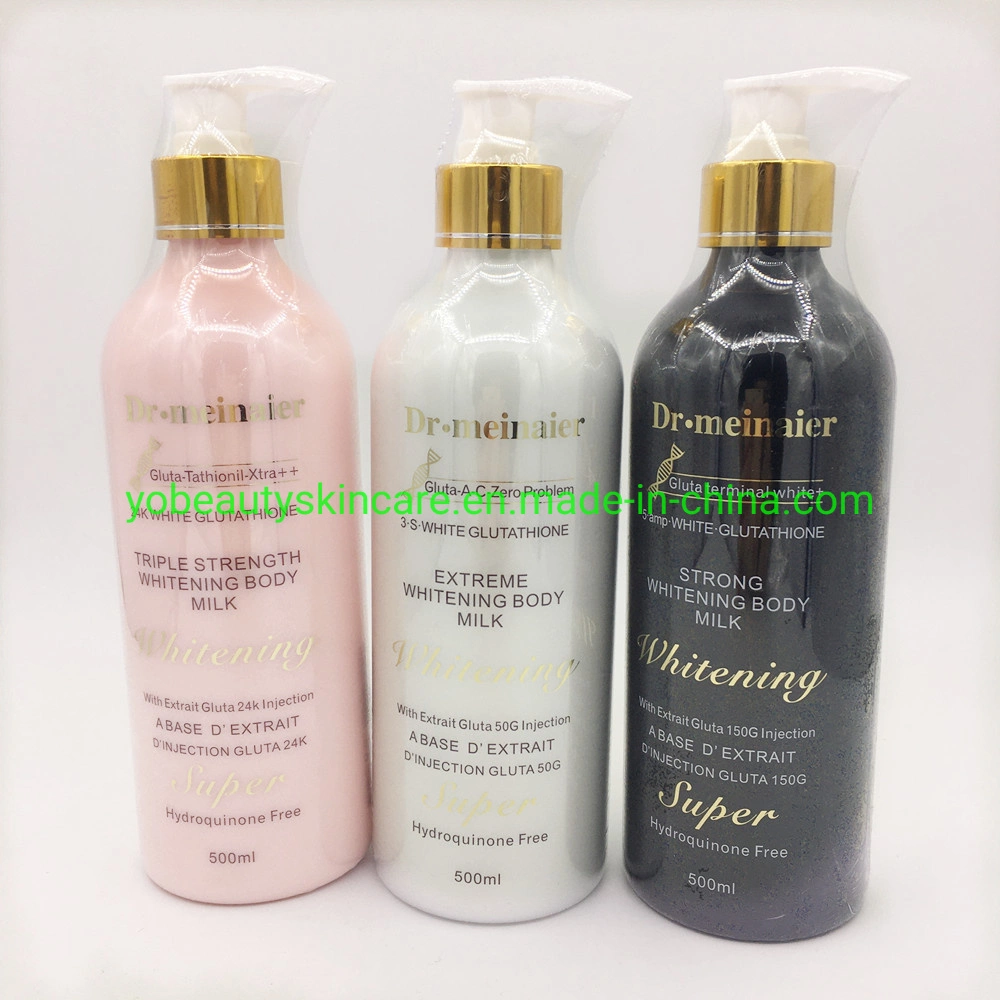 Dr·meinaier
Gluta-Tathionil-Xtra++
24K WHITE GLUTATHIONE
TRIPLE STRENGTH
WHITENING BODY
MILK
Whitening
With Extrait Gluta 24k Injection
A BASE D' EXTRAIT
D'INJECTION GLUTA 24K
Super
Hydroquinone Free
500ml
Dr·meinaier
Gluta-A-C-Zero Problem
3·S·WHITE GLUTATHIONE
EXTREME
WHITENING BODY
MILK
Whitening
With Extrait Gluta 50G Injection
A BASE D' EXTRAIT
D'INJECTION GLUTA 50G
Super
Hydroquinone Free
500ml
Dr·meinaier
Gluta Terminal white+
5 amp·WHITE·GLUTATHIONE
STRONG
WHITENING BODY
MILK
Whitening
With Extrait Gluta 150G Injection
A BASE D' EXTRAIT
D'INJECTION GLUTA 150G
Super
Hydroquinone Free
500ml
yobeautyskincare.en.made-in-china.com